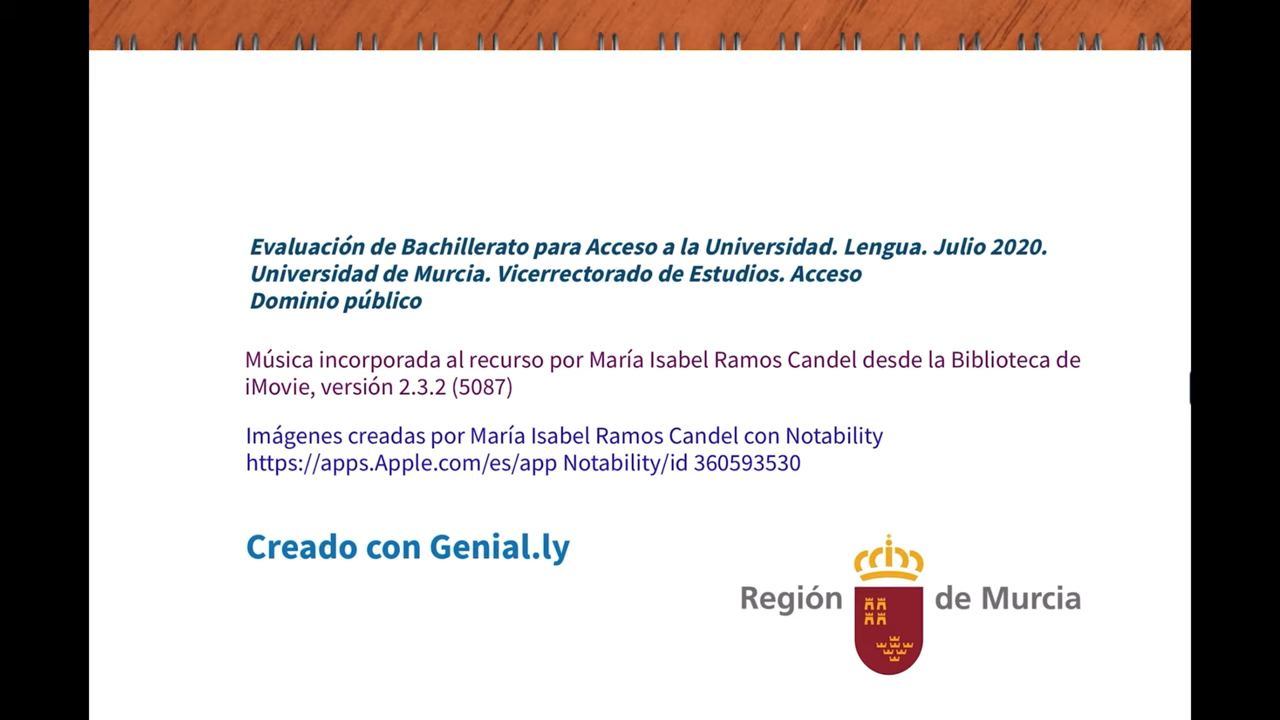 Evaluación de Bachillerato para Acceso a la Universidad. Lengua. Julio 2020.
Universidad de Murcia. Vicerrectorado de Estudios. Acceso
Dominio público
Música incorporada al recurso por María Isabel Ramos Candel desde la Biblioteca de
iMovie, versión 2.3.2 (5087)
Imágenes creadas por María Isabel Ramos Candel con Notability
https://apps.Apple.com/es/app Notability/id 360593530
Creado con Genial.ly
Región de Murcia